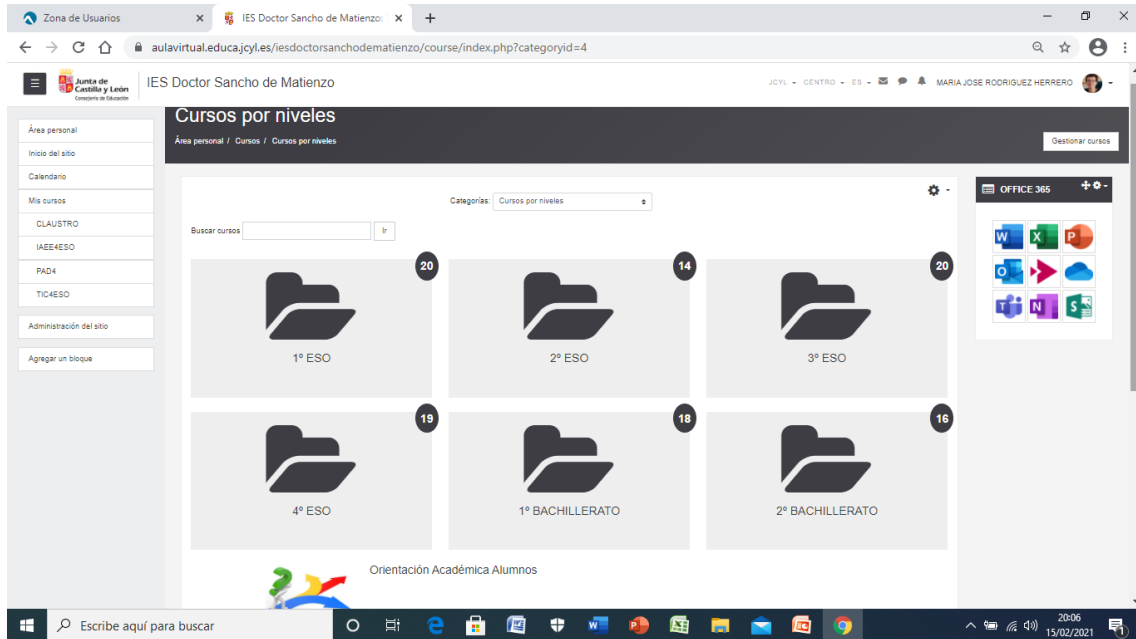 Zona de Usuarios
IES Doctor Sancho de Matienzo:
aulavirtual.educa.jcyl.es/iesdoctorsanchodematienzo/course/index.php?categoryid=4
Junta de
Castilla y León
Consejería de Educación
IES Doctor Sancho de Matienzo
JCYL CENTRO ES MARIA JOSE RODRIGUEZ HERRERO
Cursos por niveles
Área personal / Cursos / Cursos por niveles
Gestionar cursos
Área personal
Inicio del sitio
Calendario
Mis cursos
CLAUSTRO
IAEE4ESO
PAD4
TIC4ESO
Administración del sitio
Agregar un bloque
Categorías: Cursos por niveles
Buscar cursos Ir
20
1º ESO
14
2º ESO
20
3º ESO
19
4º ESO
18
1º BACHILLERATO
16
2º BACHILLERATO
Orientación Académica Alumnos
OFFICE 365
W X P
O
T N S
Escribe aquí para buscar
20:06
15/02/2021